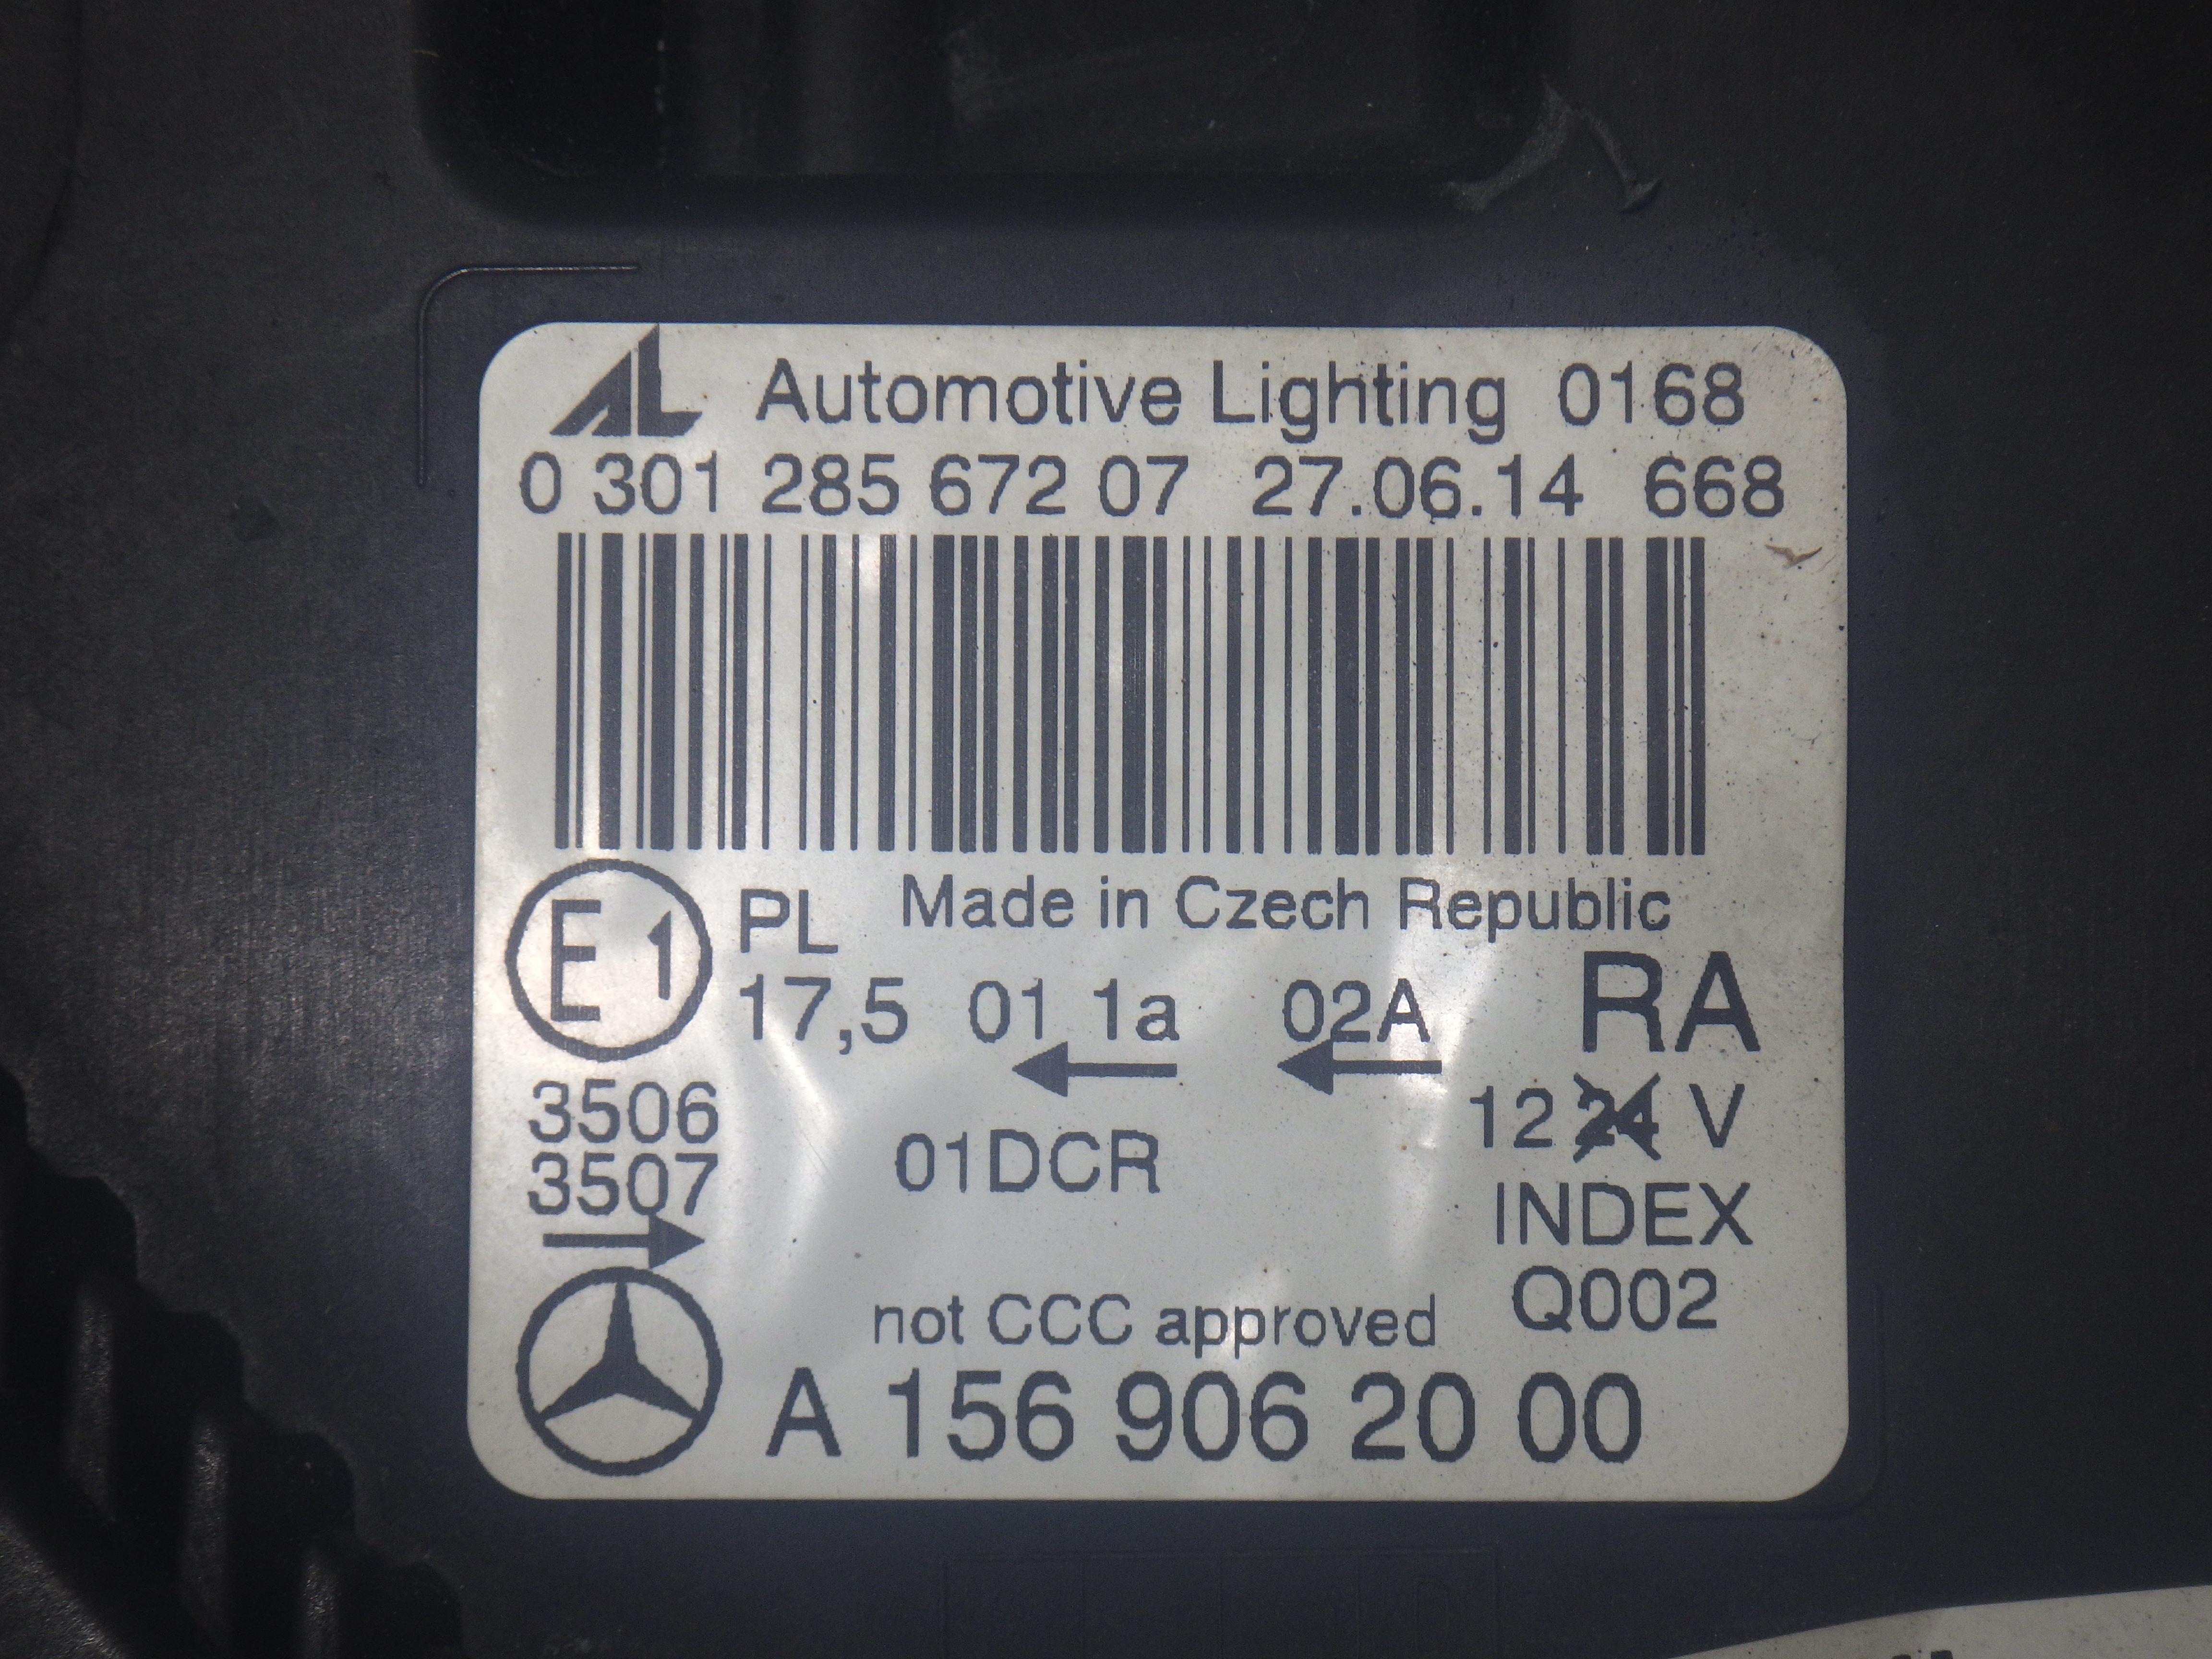 AL Automotive Lighting 0168
0 301 285 672 07 27.06.14 668
E1 PL Made in Czech Republic
17,5 01 1a 02A RA
3506 12 24 V
3507 01DCR INDEX
not CCC approved Q002
A 156 906 20 00